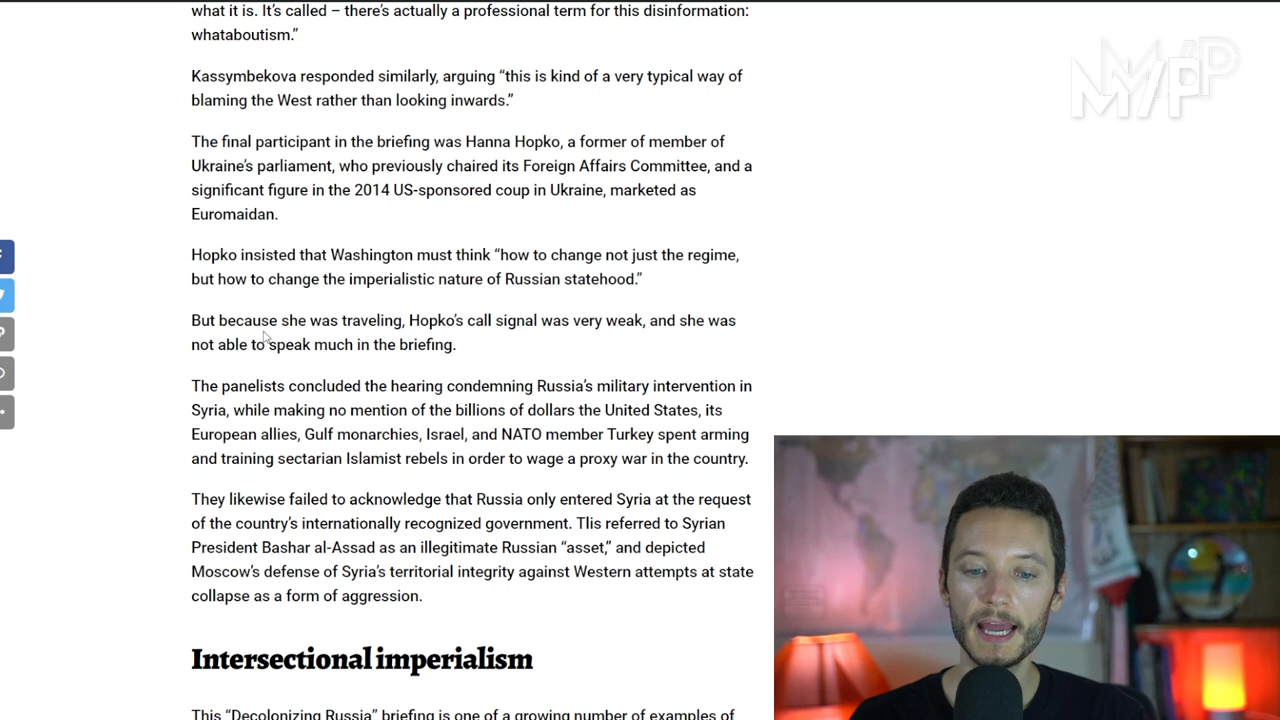 what it is. It’s called – there’s actually a professional term for this disinformation:
whataboutism.”
Kassymbekova responded similarly, arguing “this is kind of a very typical way of
blaming the West rather than looking inwards.”
The final participant in the briefing was Hanna Hopko, a former of member of
Ukraine’s parliament, who previously chaired its Foreign Affairs Committee, and a
significant figure in the 2014 US-sponsored coup in Ukraine, marketed as
Euromaidan.
Hopko insisted that Washington must think “how to change not just the regime,
but how to change the imperialistic nature of Russian statehood.”
But because she was traveling, Hopko’s call signal was very weak, and she was
not able to speak much in the briefing.
The panelists concluded the hearing condemning Russia’s military intervention in
Syria, while making no mention of the billions of dollars the United States, its
European allies, Gulf monarchies, Israel, and NATO member Turkey spent arming
and training sectarian Islamist rebels in order to wage a proxy war in the country.
They likewise failed to acknowledge that Russia only entered Syria at the request
of the country’s internationally recognized government. Tlis referred to Syrian
President Bashar al-Assad as an illegitimate Russian “asset,” and depicted
Moscow’s defense of Syria’s territorial integrity against Western attempts at state
collapse as a form of aggression.
Intersectional imperialism
This “Decolonizing Russia” briefing is one of a growing number of examples of